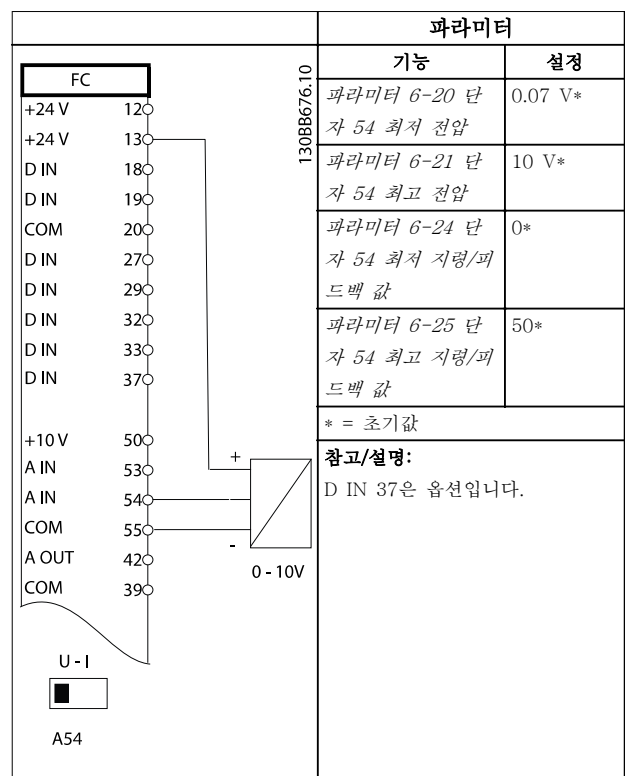 파라미터
기능 설정
파라미터 6-20 단
자 54 최저 전압
0.07 V*
파라미터 6-21 단
자 54 최고 전압
10 V*
파라미터 6-24 단
자 54 최저 지령/피
드백 값
0*
파라미터 6-25 단
자 54 최고 지령/피
드백 값
50*
* = 초기값
참고/설명:
D IN 37은 옵션입니다.
130BB676.10
FC
+24 V 12
+24 V 13
D IN 18
D IN 19
COM 20
D IN 27
D IN 29
D IN 32
D IN 33
D IN 37
+10 V 50
A IN 53
A IN 54
COM 55
A OUT 42
COM 39
+
-
0 - 10V
U - I
A54